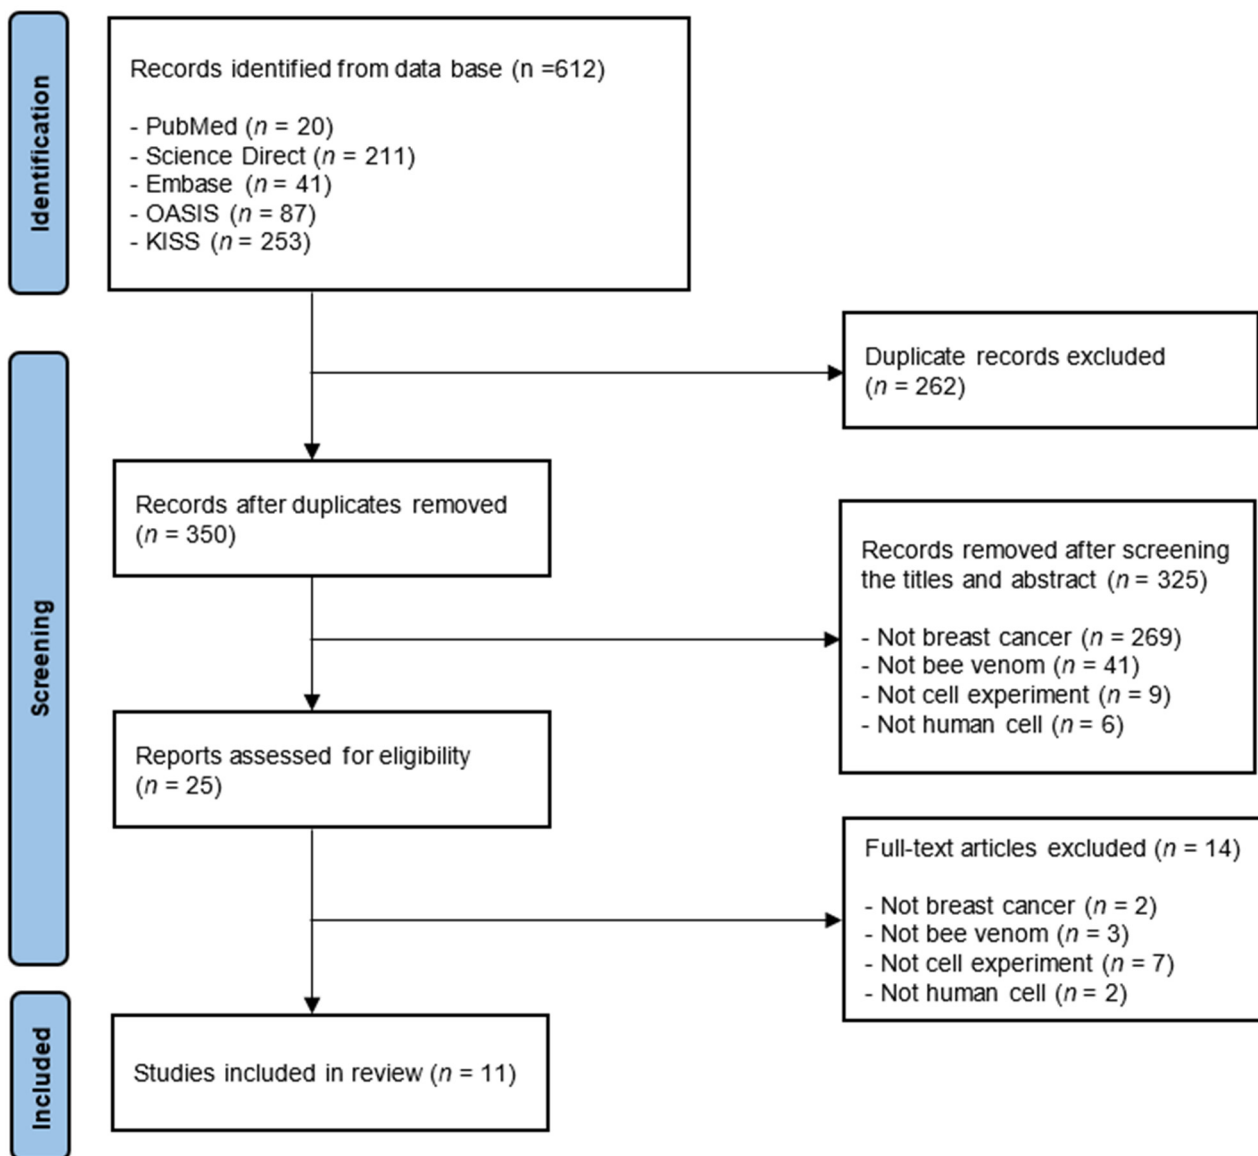 Identification
Records identified from data base (n =612)
- PubMed (n = 20)
- Science Direct (n = 211)
- Embase (n = 41)
- OASIS (n = 87)
- KISS (n = 253)
Duplicate records excluded
(n = 262)
Screening
Records after duplicates removed
(n = 350)
Records removed after screening
the titles and abstract (n = 325)
- Not breast cancer (n = 269)
- Not bee venom (n = 41)
- Not cell experiment (n = 9)
- Not human cell (n = 6)
Reports assessed for eligibility
(n = 25)
Full-text articles excluded (n = 14)
- Not breast cancer (n = 2)
- Not bee venom (n = 3)
- Not cell experiment (n = 7)
- Not human cell (n = 2)
Included
Studies included in review (n = 11)